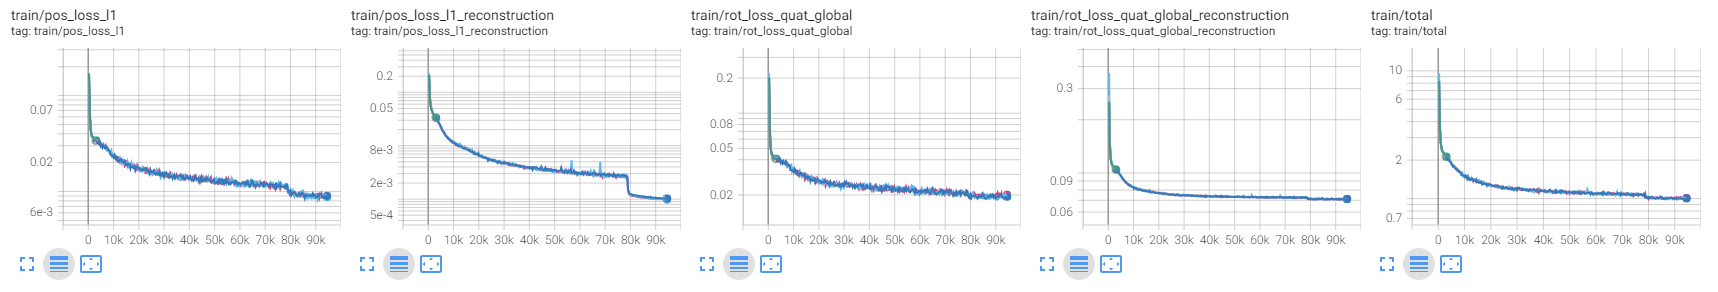 train/pos_loss_l1
tag: train/pos_loss_l1
0.07
0.02
6e-3
0 10k 20k 30k 40k 50k 60k 70k 80k 90k
train/pos_loss_l1_reconstruction
tag: train/pos_loss_l1_reconstruction
0.2
0.05
8e-3
2e-3
5e-4
0 10k 20k 30k 40k 50k 60k 70k 80k 90k
train/rot_loss_quat_global
tag: train/rot_loss_quat_global
0.2
0.08
0.05
0.02
0 10k 20k 30k 40k 50k 60k 70k 80k 90k
train/rot_loss_quat_global_reconstruction
tag: train/rot_loss_quat_global_reconstruction
0.3
0.09
0.06
0 10k 20k 30k 40k 50k 60k 70k 80k 90k
train/total
tag: train/total
10
6
2
0.7
0 10k 20k 30k 40k 50k 60k 70k 80k 90k